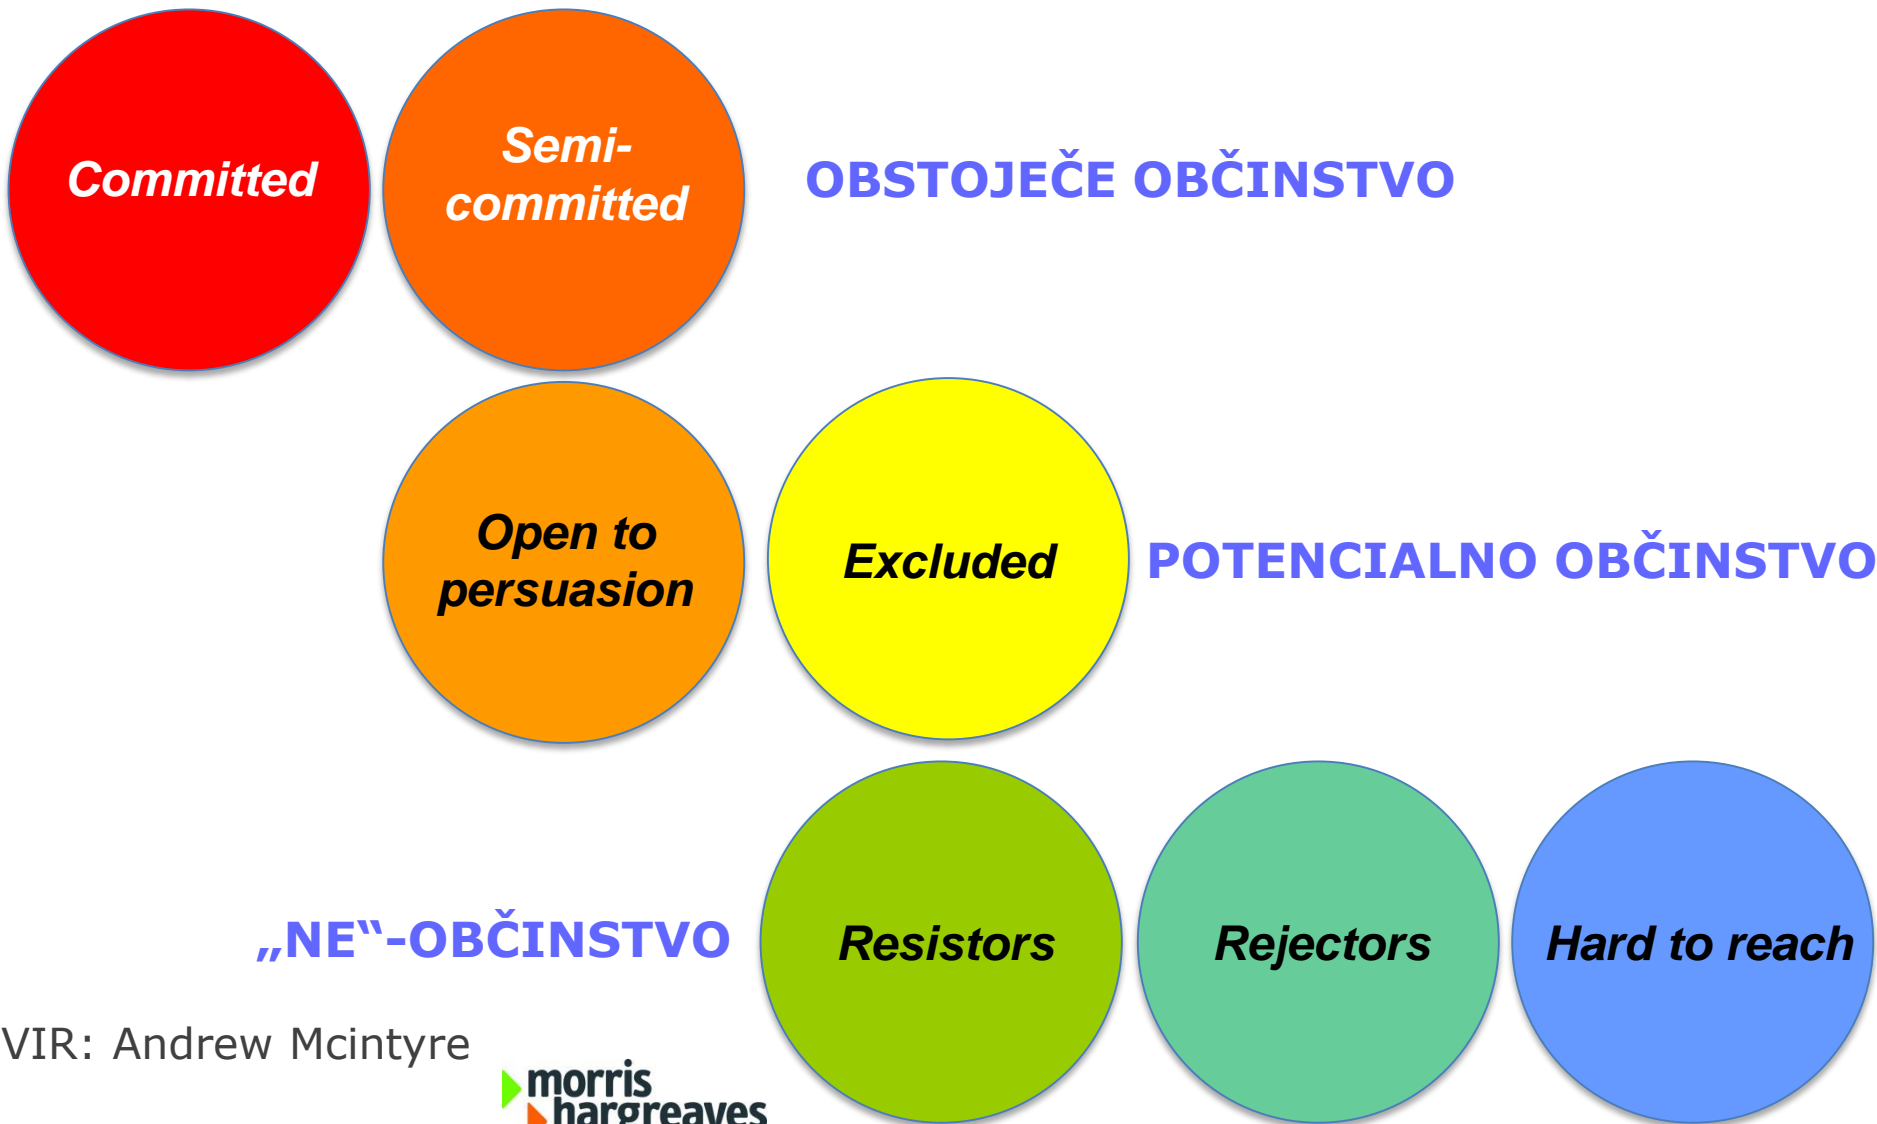 Committed
Semi-
committed
OBSTOJEČE OBČINSTVO
Open to
persuasion
Excluded
POTENCIALNO OBČINSTVO
„NE“-OBČINSTVO
Resistors
Rejectors
Hard to reach
VIR: Andrew Mcintyre
morris
hargreaves